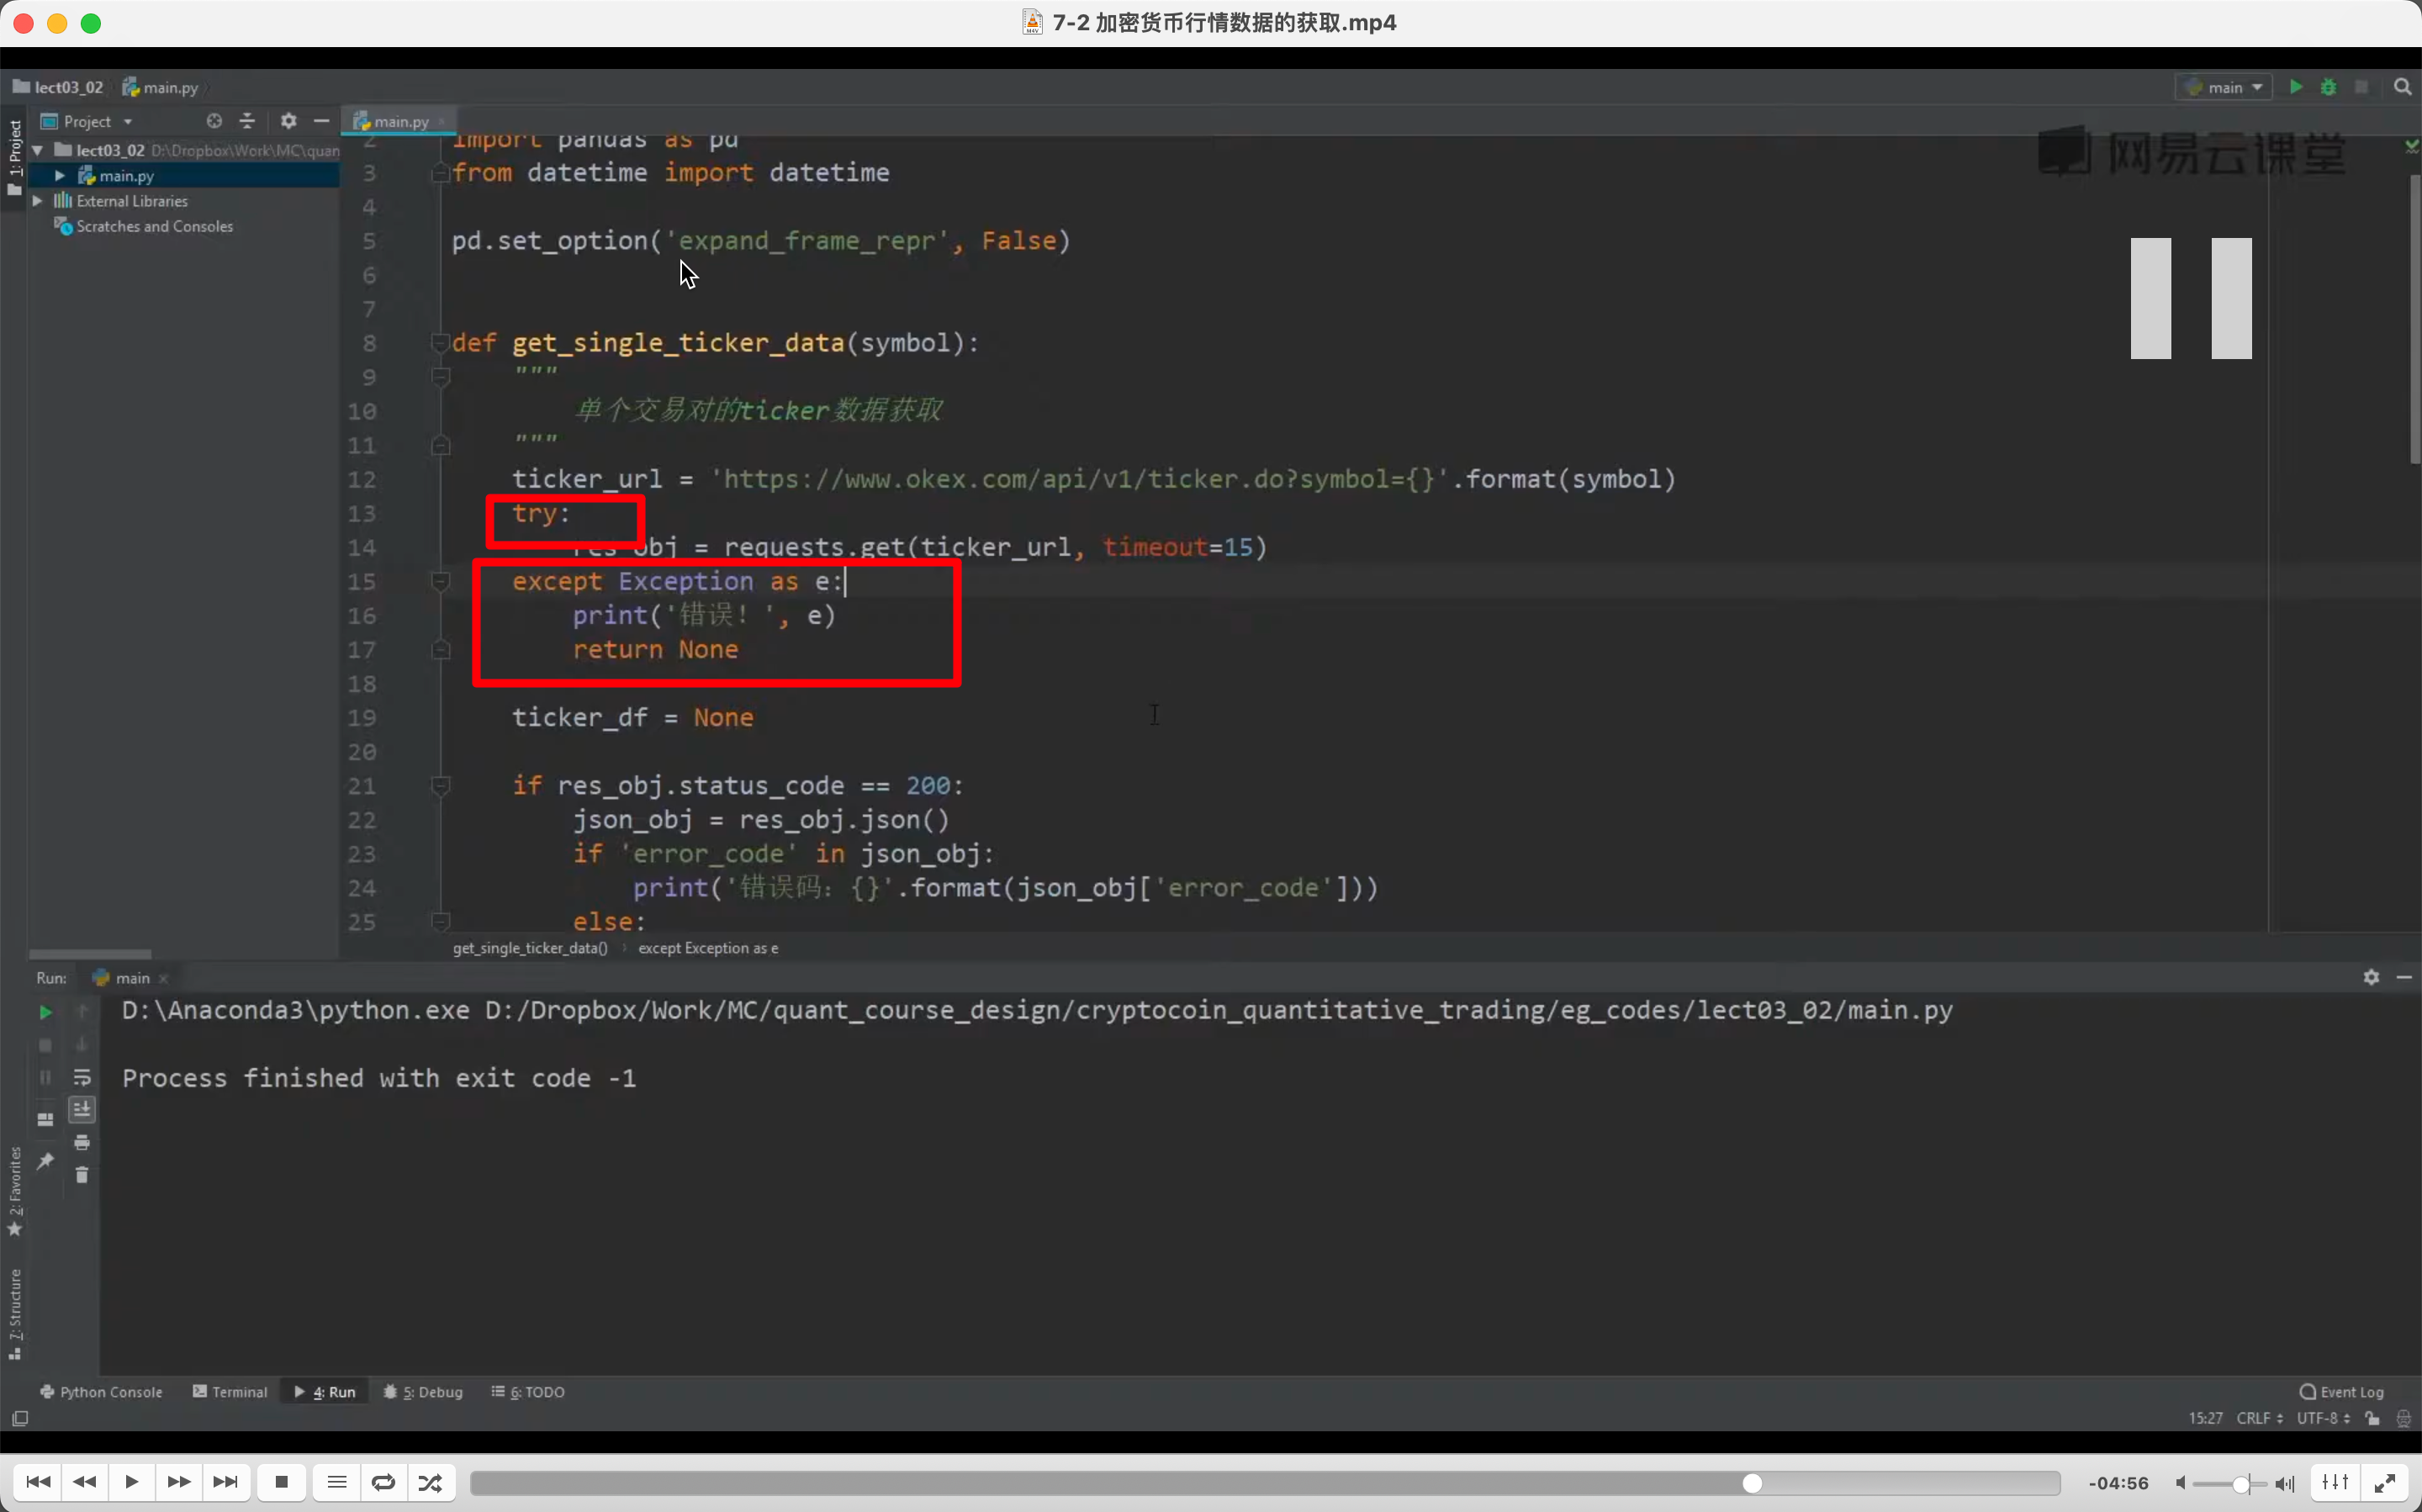 7-2 加密货币行情数据的获取.mp4
lect03_02 main.py
main
1: Project
Project
main.py
网易云课堂
lect03_02 D:\Dropbox\Work\MC\quan
main.py
External Libraries
Scratches and Consoles
2 import pandas as pd
3 from datetime import datetime
4
5 pd.set_option('expand_frame_repr', False)
6
7
8 def get_single_ticker_data(symbol):
9 """
10 单个交易对的ticker数据获取
11 """
12 ticker_url = 'https://www.okex.com/api/v1/ticker.do?symbol={}'.format(symbol)
13 try:
14 res_obj = requests.get(ticker_url, timeout=15)
15 except Exception as e:
16 print('错误! ', e)
17 return None
18
19 ticker_df = None
20
21 if res_obj.status_code == 200:
22 json_obj = res_obj.json()
23 if 'error_code' in json_obj:
24 print('错误码: {}'.format(json_obj['error_code']))
25 else:
get_single_ticker_data() › except Exception as e
Run: main
D:\Anaconda3\python.exe D:/Dropbox/Work/MC/quant_course_design/cryptocoin_quantitative_trading/eg_codes/lect03_02/main.py
Process finished with exit code -1
2: Favorites
7: Structure
Python Console Terminal 4: Run 5: Debug 6: TODO Event Log
15:27 CRLF UTF-8
-04:56